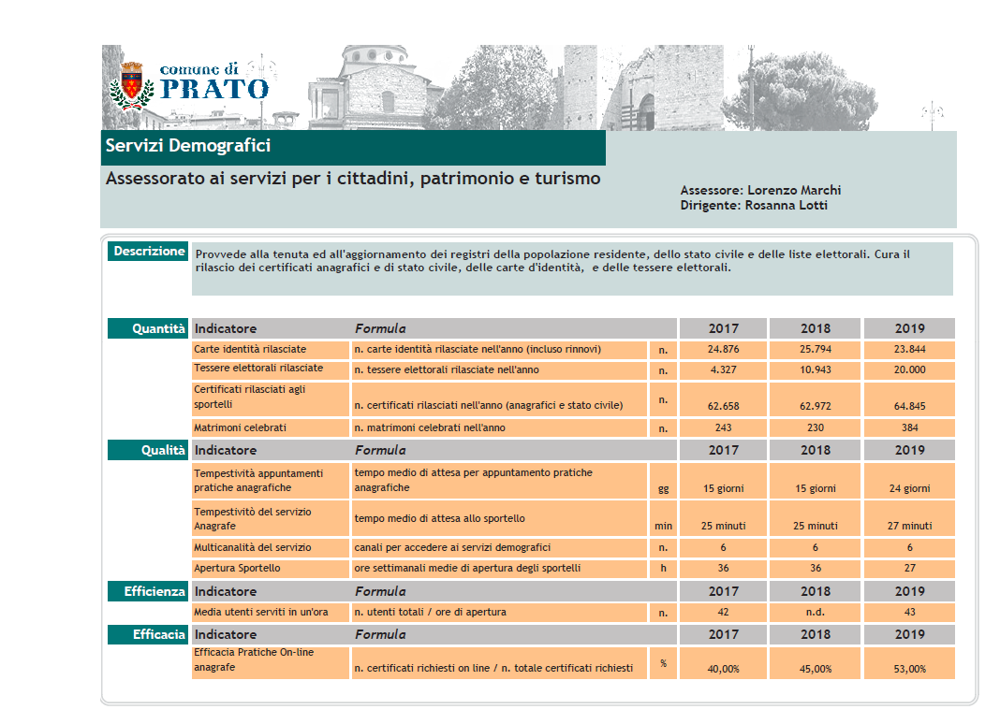 comune di
PRATO
Servizi Demografici
Assessorato ai servizi per i cittadini, patrimonio e turismo
Assessore: Lorenzo Marchi
Dirigente: Rosanna Lotti
Descrizione
Provvede alla tenuta ed all'aggiornamento dei registri della popolazione residente, dello stato civile e delle liste elettorali. Cura il
rilascio dei certificati anagrafici e di stato civile, delle carte d'identità, e delle tessere elettorali.
Quantità Indicatore Formula 2017 2018 2019
Carte identità rilasciate n. carte identità rilasciate nell'anno (incluso rinnovi) n. 24.876 25.794 23.844
Tessere elettorali rilasciate n. tessere elettorali rilasciate nell'anno n. 4.327 10.943 20.000
Certificati rilasciati agli
sportelli n. certificati rilasciati nell'anno (anagrafici e stato civile) n. 62.658 62.972 64.845
Matrimoni celebrati n. matrimoni celebrati nell'anno n. 243 230 384
Qualità Indicatore Formula 2017 2018 2019
Tempestività appuntamenti tempo medio di attesa per appuntamento pratiche
pratiche anagrafiche anagrafiche gg 15 giorni 15 giorni 24 giorni
Tempestivitò del servizio
Anagrafe tempo medio di attesa allo sportello min 25 minuti 25 minuti 27 minuti
Multicanalità del servizio canali per accedere ai servizi demografici n. 6 6 6
Apertura Sportello ore settimanali medie di apertura degli sportelli h 36 36 27
Efficienza Indicatore Formula 2017 2018 2019
Media utenti serviti in un'ora n. utenti totali / ore di apertura n. 42 n.d. 43
Efficacia Indicatore Formula 2017 2018 2019
Efficacia Pratiche On-line
anagrafe n. certificati richiesti on line / n. totale certificati richiesti % 40,00% 45,00% 53,00%